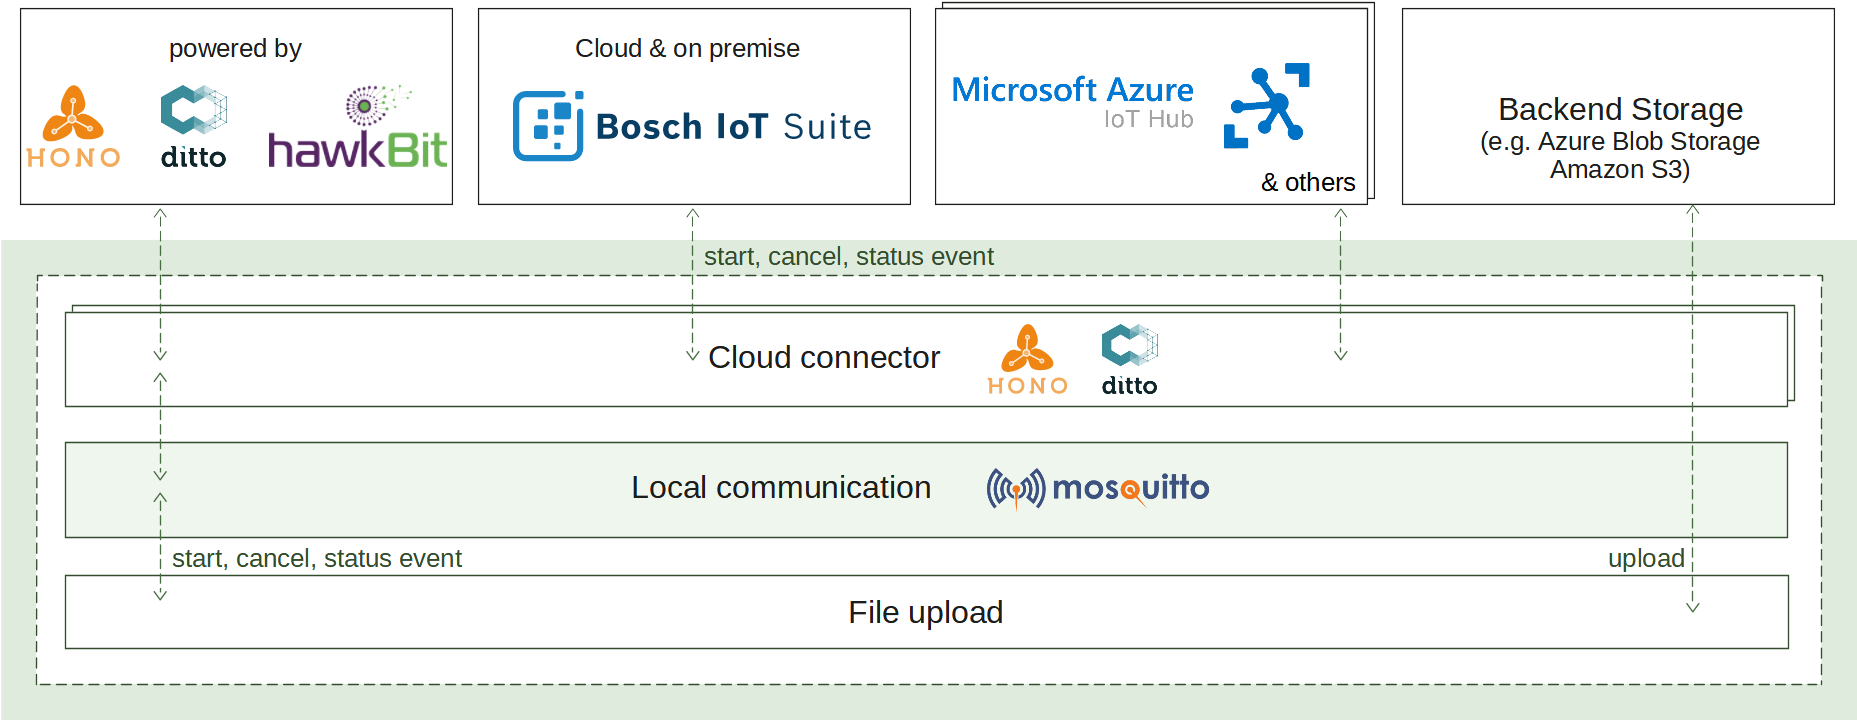 powered by
HONO
ditto
hawkBit
Cloud & on premise
Bosch IoT Suite
Microsoft Azure
IoT Hub
& others
Backend Storage
(e.g. Azure Blob Storage
Amazon S3)
start, cancel, status event
Cloud connector
HONO
ditto
Local communication
mosquitto
start, cancel, status event
upload
File upload